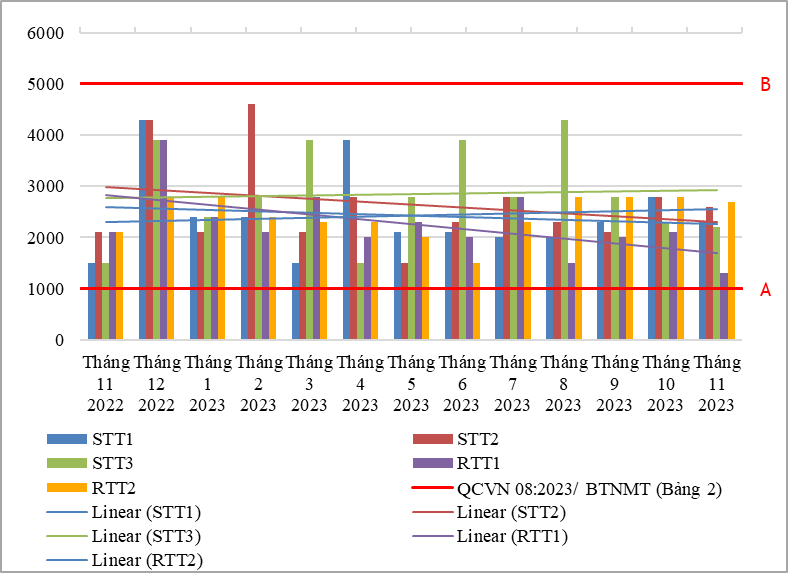 6000
5000
B
4000
3000
2000
1000
A
0
Tháng Tháng Tháng Tháng Tháng Tháng Tháng Tháng Tháng Tháng Tháng Tháng Tháng
11 12 1 2 3 4 5 6 7 8 9 10 11
2022 2022 2023 2023 2023 2023 2023 2023 2023 2023 2023 2023 2023
STT1 STT2
STT3 RTT1
RTT2 QCVN 08:2023/ BTNMT (Bảng 2)
Linear (STT1) Linear (STT2)
Linear (STT3) Linear (RTT1)
Linear (RTT2)